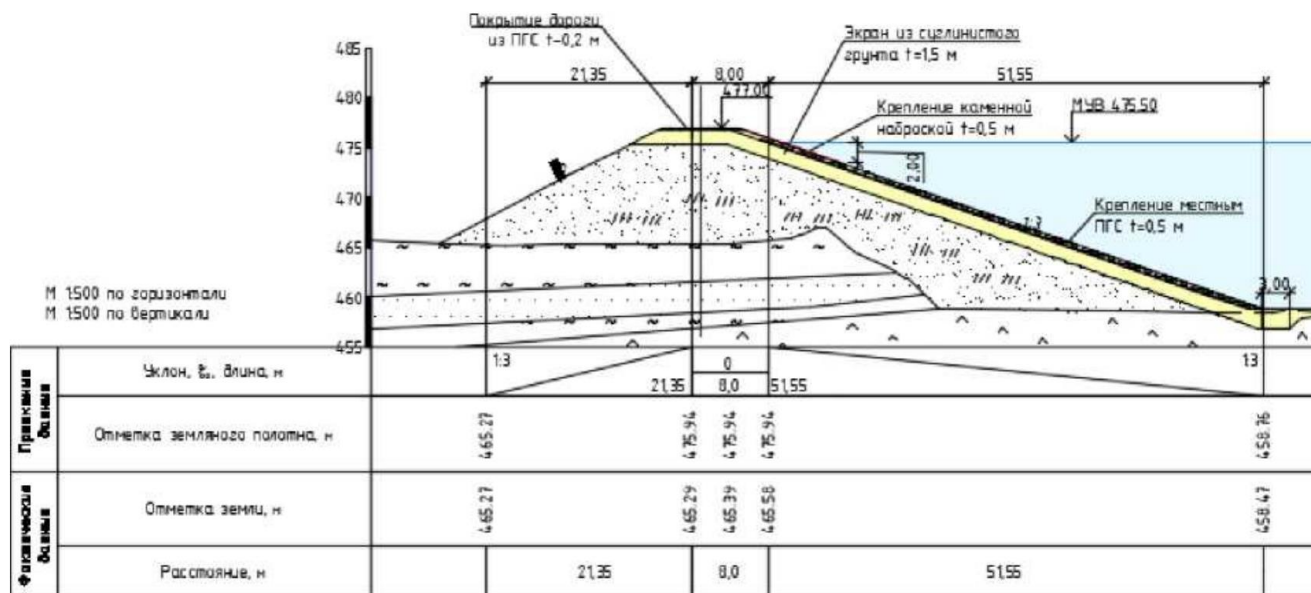 Покрытие дороги
из ПГС t=0,2 м
Экран из суглинистого
грунта t=1,5 м
485
21,35
8,00
51,55
480
477.00
Крепление каменной
наброской t=0,5 м
МУВ 475.50
475
2,00
470
Крепление местным
ПГС t=0,5 м
1:3
465
3,00
М 1:500 по горизонтали
М 1:500 по вертикали
460
455
Проектные данные
Уклон, ‰, длина, м
1:3
21,35
0
8,0
51,55
1:3
Отметка земляного полотна, м
465.27
475.94
475.94
475.94
458.76
Фактические данные
Отметка земли, м
465.27
465.29
465.39
465.58
458.47
Расстояние, м
21,35
8,0
51,55